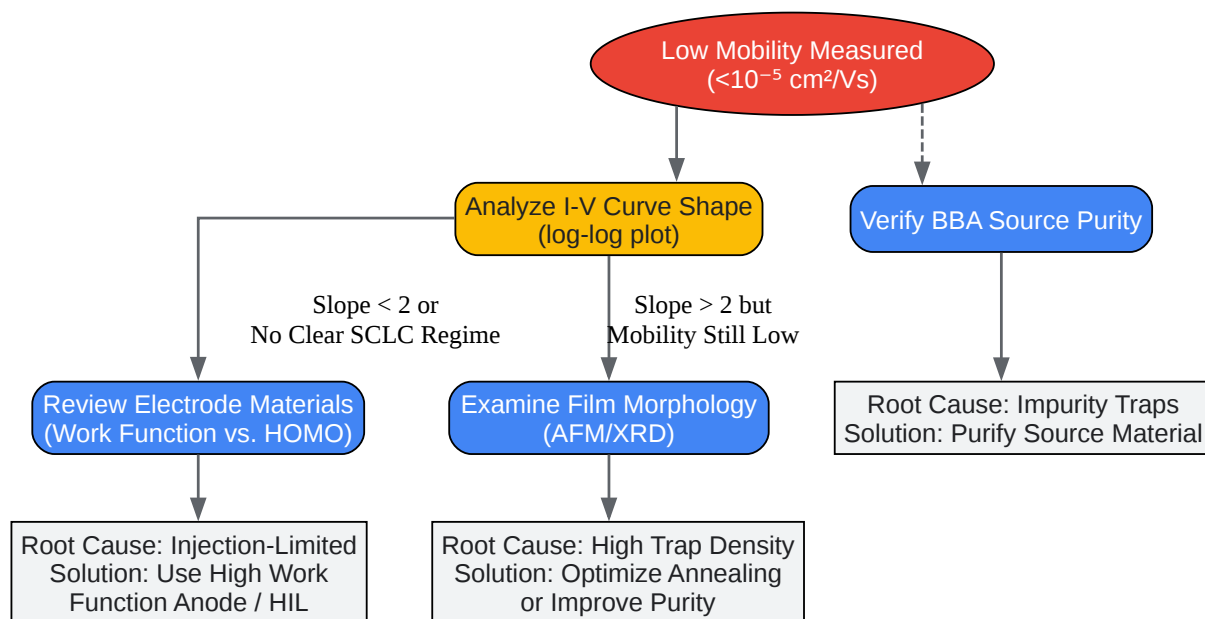 Low Mobility Measured
(<10⁻⁵ cm²/Vs)
Analyze I-V Curve Shape
(log-log plot)
Verify BBA Source Purity
Slope < 2 or
No Clear SCLC Regime
Slope > 2 but
Mobility Still Low
Review Electrode Materials
(Work Function vs. HOMO)
Examine Film Morphology
(AFM/XRD)
Root Cause: Impurity Traps
Solution: Purify Source Material
Root Cause: Injection-Limited
Solution: Use High Work
Function Anode / HIL
Root Cause: High Trap Density
Solution: Optimize Annealing
or Improve Purity